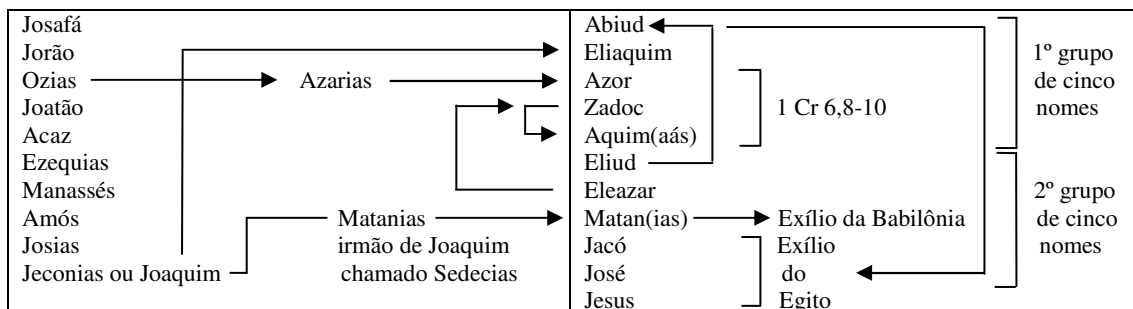 Josafá Abiud
Jorão Eliaquim 1º grupo
Ozias Azarias Azor de cinco
Joatão Zadoc 1 Cr 6,8-10 nomes
Acaz Aquim(aás)
Ezequias Eliud
Manassés Eleazar 2º grupo
Amós Matanias Matan(ias) Exílio da Babilônia de cinco
Josias irmão de Joaquim Jacó Exílio nomes
Jeconias ou Joaquim chamado Sedecias José do
Jesus Egito